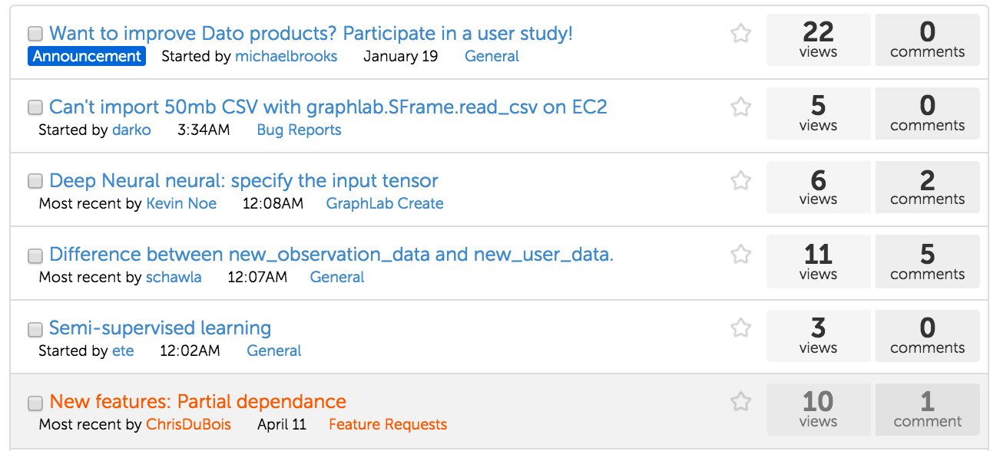 Want to improve Dato products? Participate in a user study!
22 views 0 comments
Announcement Started by michaelbrooks January 19 General
Can't import 50mb CSV with graphlab.SFrame.read_csv on EC2
5 views 0 comments
Started by darko 3:34AM Bug Reports
Deep Neural neural: specify the input tensor
6 views 2 comments
Most recent by Kevin Noe 12:08AM GraphLab Create
Difference between new_observation_data and new_user_data.
11 views 5 comments
Most recent by schawla 12:07AM General
Semi-supervised learning
3 views 0 comments
Started by ete 12:02AM General
New features: Partial dependance
10 views 1 comment
Most recent by ChrisDuBois April 11 Feature Requests